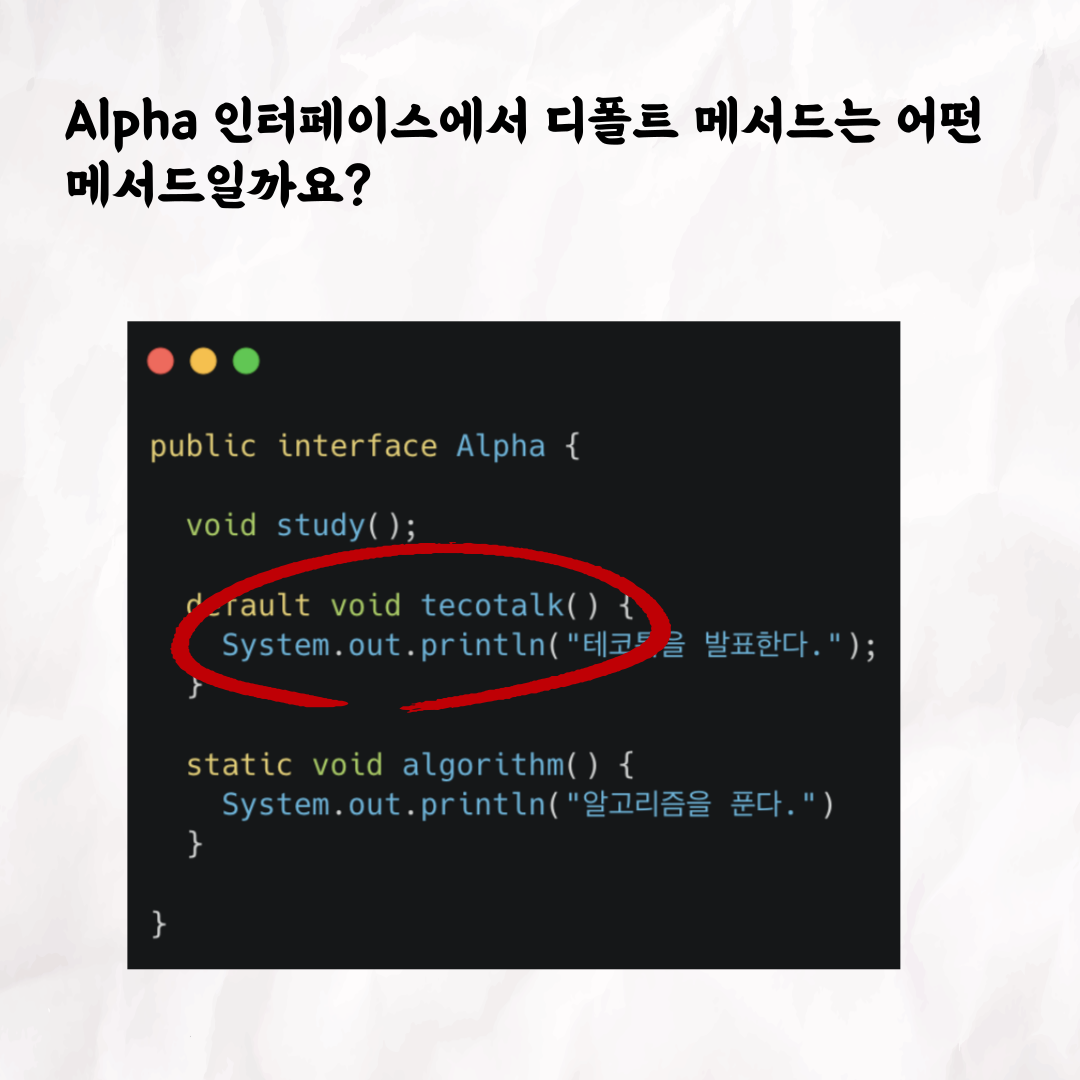 Alpha 인터페이스에서 디폴트 메서드는 어떤
메서드일까요?
public interface Alpha {
void study();
default void tecotalk() {
System.out.println("테코톡을 발표한다.");
}
static void algorithm() {
System.out.println("알고리즘을 푼다.")
}
}